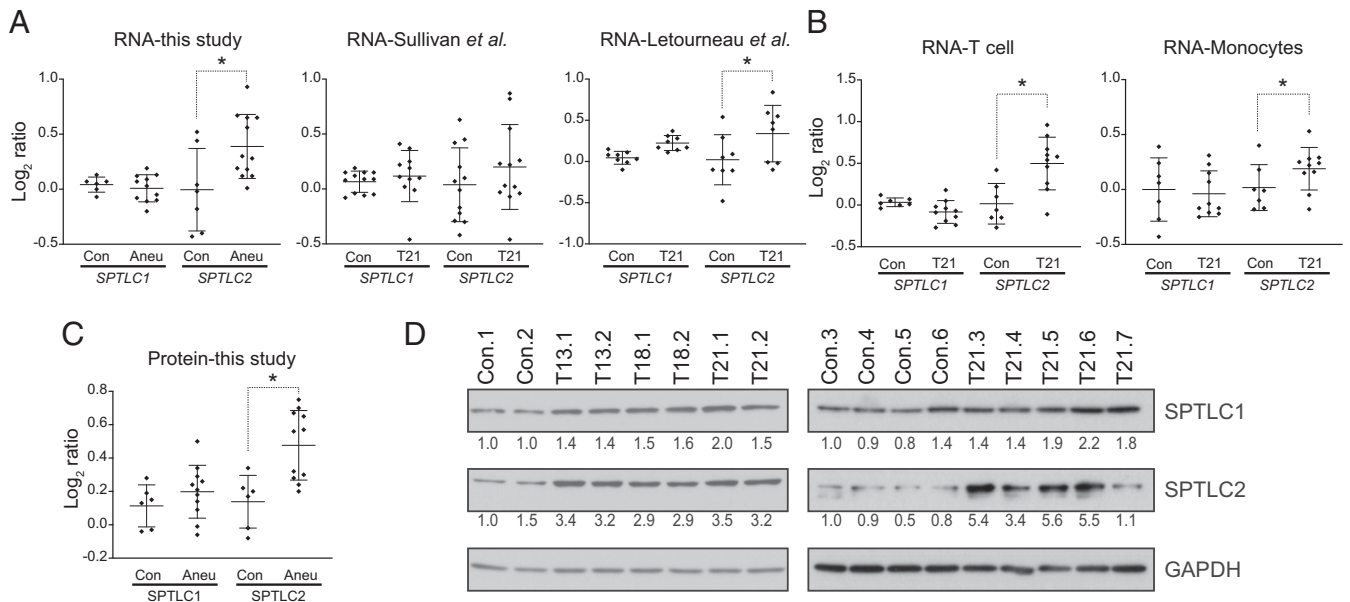 A
RNA-this study
Log2 ratio
1.0
0.5
0.0
-0.5
Con Aneu Con Aneu
SPTLC1 SPTLC2
*
RNA-Sullivan et al.
1.0
0.5
0.0
-0.5
Con T21 Con T21
SPTLC1 SPTLC2
RNA-Letourneau et al.
1.0
0.5
0.0
-1.0
Con T21 Con T21
SPTLC1 SPTLC2
*
B
RNA-T cell
Log2 ratio
1.5
1.0
0.5
0.0
-0.5
Con T21 Con T21
SPTLC1 SPTLC2
*
RNA-Monocytes
1.0
0.5
0.0
-0.5
Con T21 Con T21
SPTLC1 SPTLC2
*
C
Protein-this study
Log2 ratio
0.8
0.6
0.4
0.2
0.0
-0.2
Con Aneu Con Aneu
SPTLC1 SPTLC2
*
D
Con.1 Con.2 T13.1 T13.2 T18.1 T18.2 T21.1 T21.2 Con.3 Con.4 Con.5 Con.6 T21.3 T21.4 T21.5 T21.6 T21.7
SPTLC1
1.0 1.0 1.4 1.4 1.5 1.6 2.0 1.5 1.0 0.9 0.8 1.4 1.4 1.4 1.9 2.2 1.8
SPTLC2
1.0 1.5 3.4 3.2 2.9 2.9 3.5 3.2 1.0 0.9 0.5 0.8 5.4 3.4 5.6 5.5 1.1
GAPDH